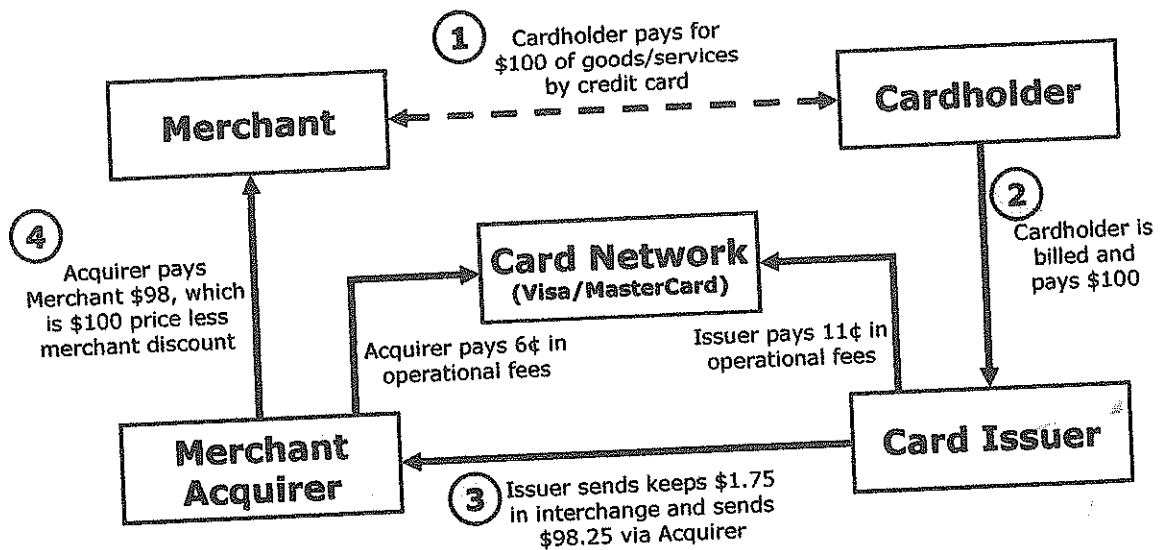 1
Cardholder pays for
$100 of goods/services
by credit card
Merchant
Cardholder
2
Cardholder is
billed and
pays $100
4
Acquirer pays
Merchant $98, which
is $100 price less
merchant discount
Card Network
(Visa/MasterCard)
Acquirer pays 6¢ in
operational fees
Issuer pays 11¢ in
operational fees
Merchant
Acquirer
Card Issuer
3
Issuer sends keeps $1.75
in interchange and sends
$98.25 via Acquirer